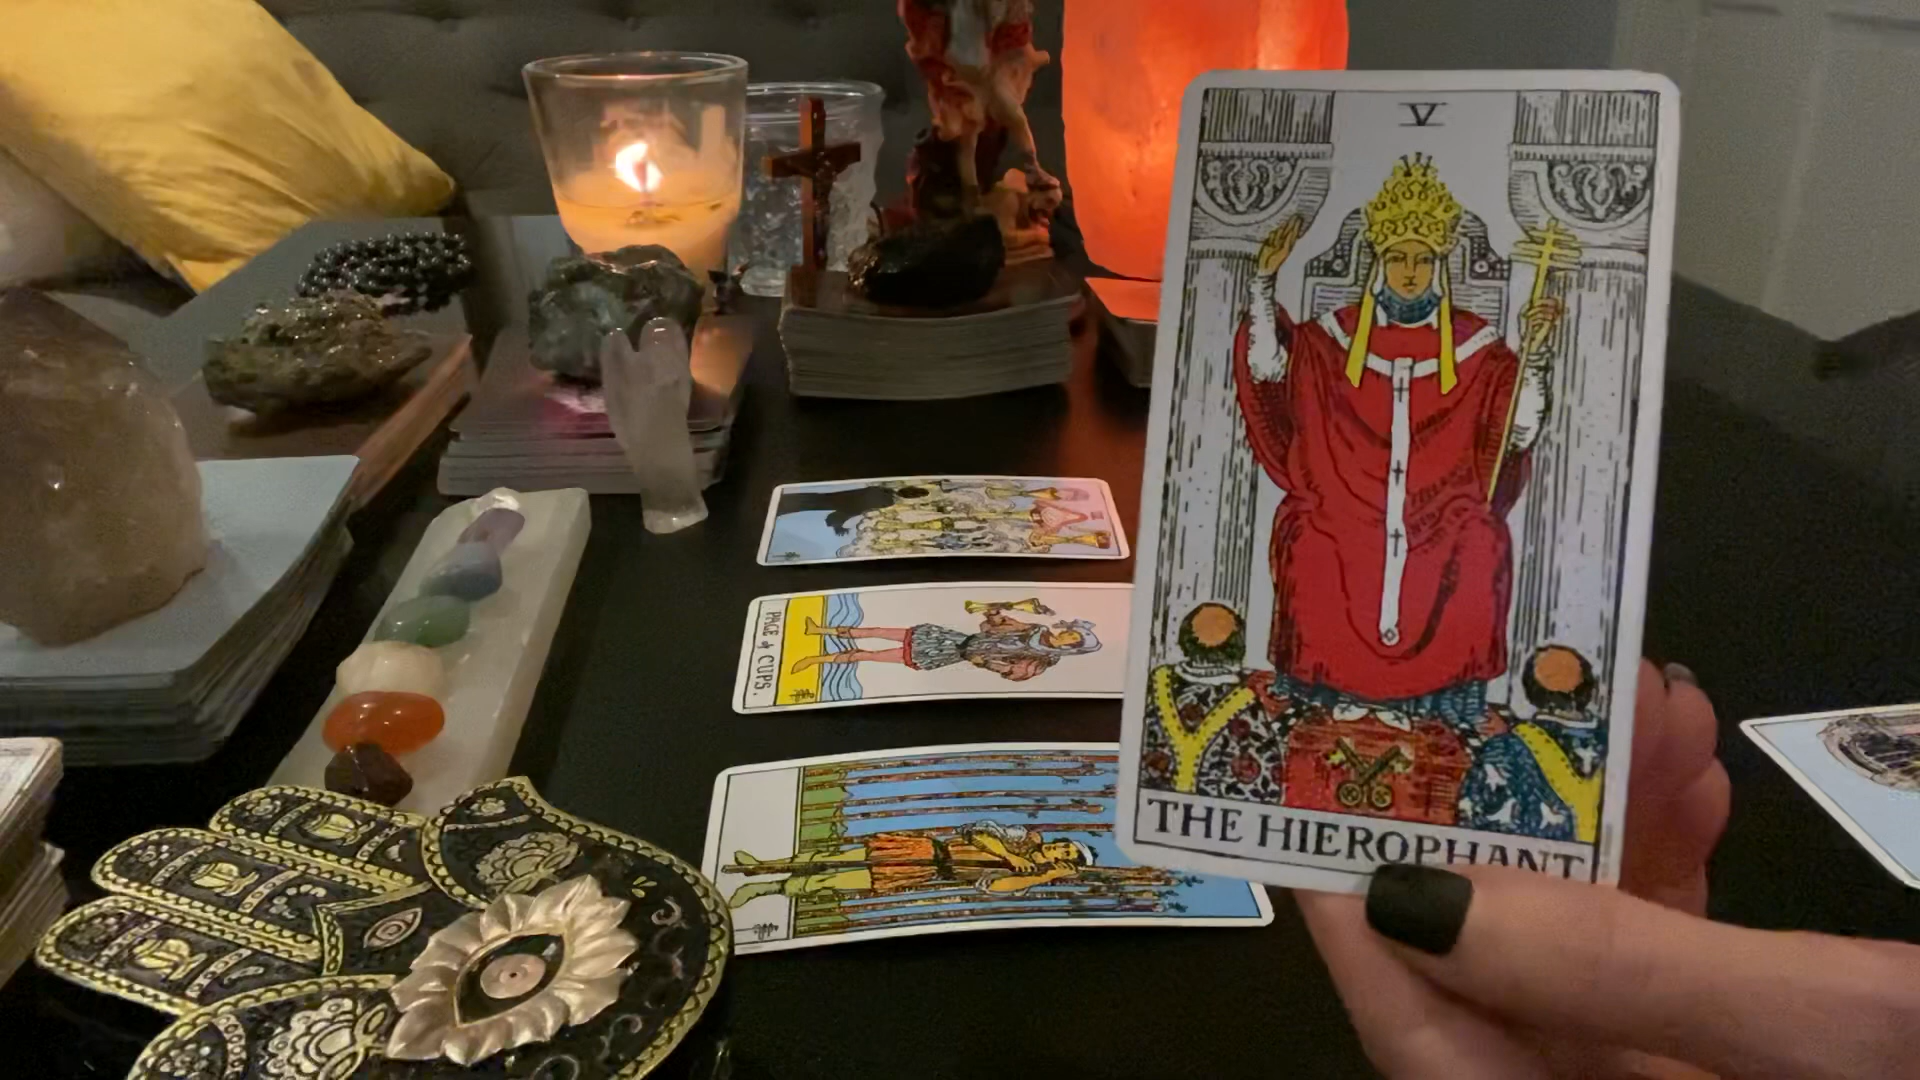 V
THE HIEROPHANT
PAGE of CUPS.